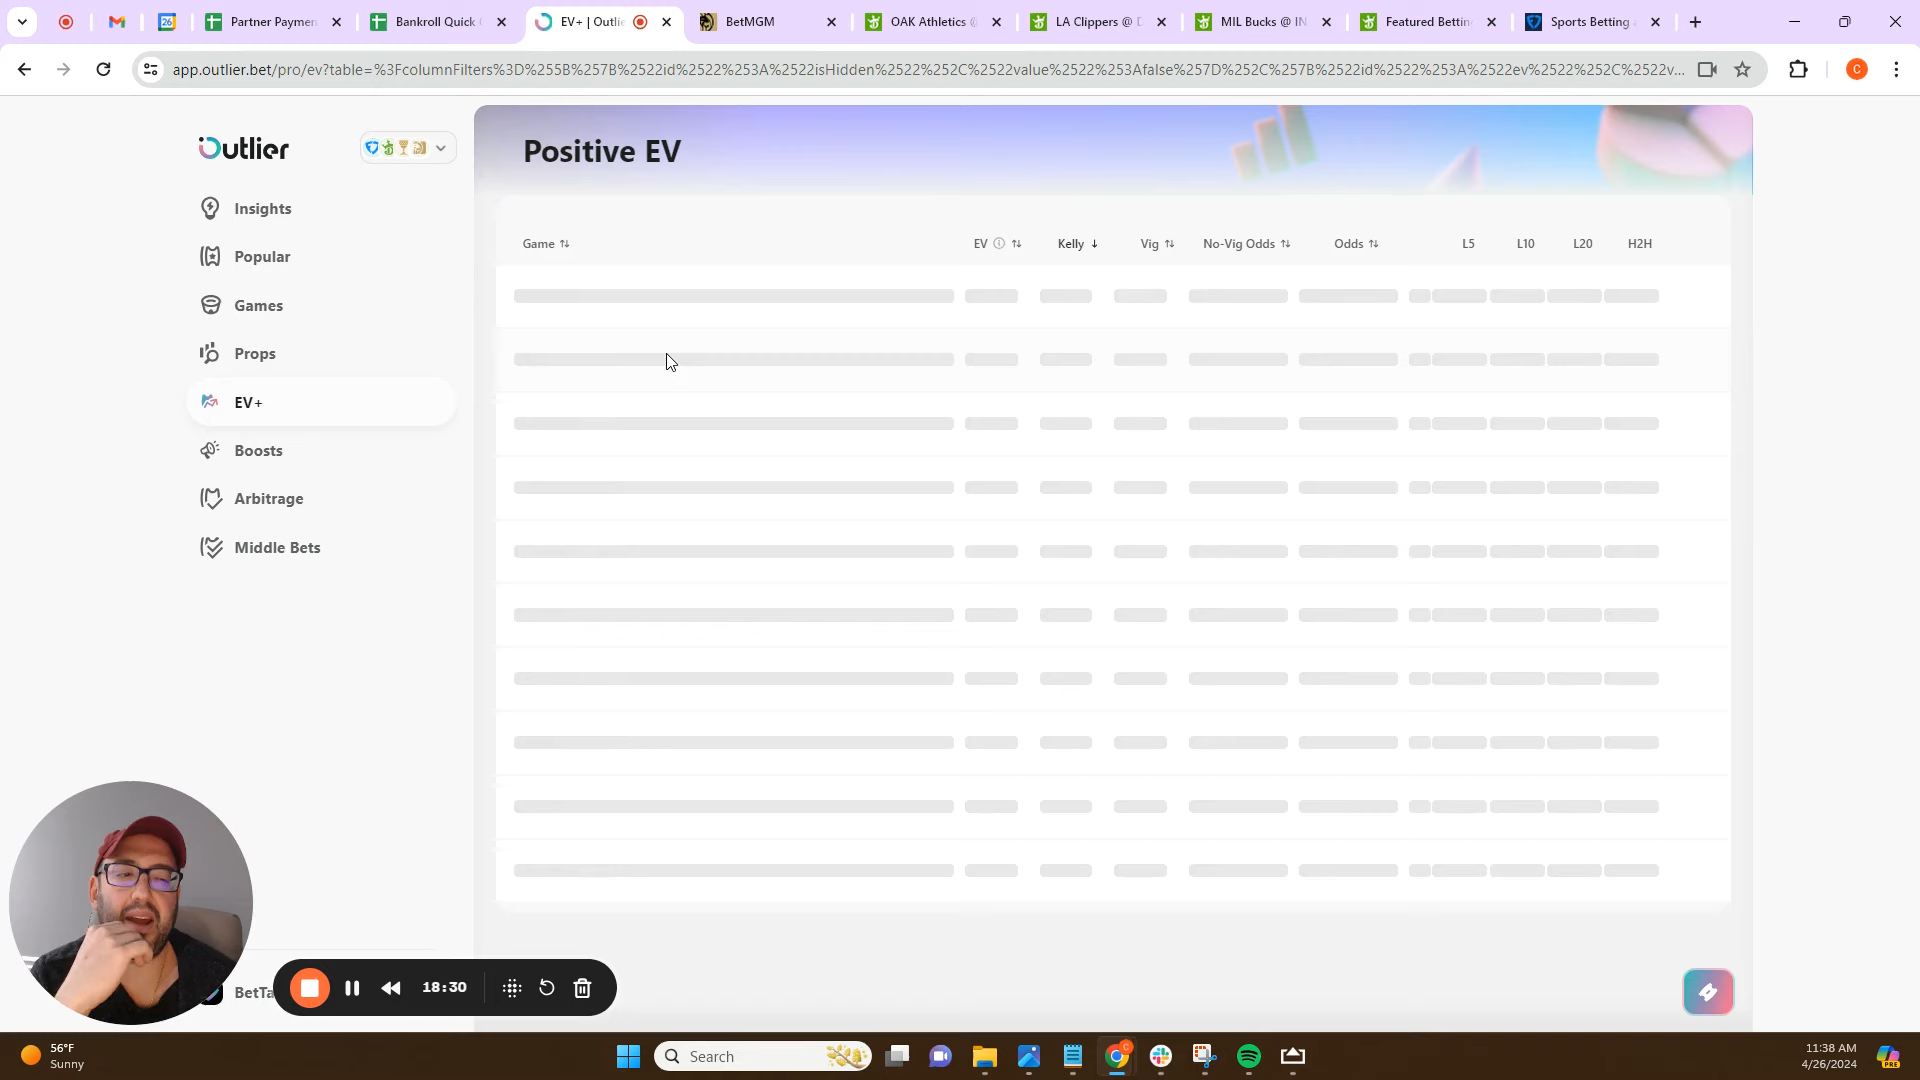 26
Partner Paymen
Bankroll Quick
EV+ | Outlie
BetMGM
OAK Athletics @
LA Clippers @ D
MIL Bucks @ IN
Featured Betting
Sports Betting
app.outlier.bet/pro/ev?table=%3FcolumnFilters%3D%255B%257B%2522id%2522%253A%2522isHidden%2522%252C%2522value%2522%253Afalse%257D%252C%257B%2522id%2522%253A%2522ev%2522%252C%2522v...
C
Outlier
Positive EV
Insights
Popular
Games
Props
EV+
Boosts
Arbitrage
Middle Bets
Game
EV
Kelly
Vig
No-Vig Odds
Odds
L5
L10
L20
H2H
BetTa
18:30
56°F
Sunny
Search
C
11:38 AM
4/26/2024
PRE